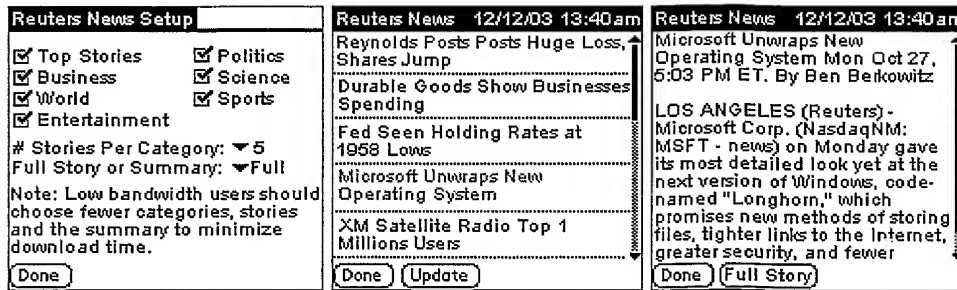 Reuters News Setup
Top Stories
Politics
Business
Science
World
Sports
Entertainment
# Stories Per Category: 5
Full Story or Summary: Full
Note: Low bandwidth users should
choose fewer categories, stories
and the summary to minimize
download time.
Done
Reuters News 12/12/03 13:40am
Reynolds Posts Posts Huge Loss,
Shares Jump
Durable Goods Show Businesses
Spending
Fed Seen Holding Rates at
1958 Lows
Microsoft Unwraps New
Operating System
XM Satellite Radio Top 1
Millions Users
Done Update
Reuters News 12/12/03 13:40am
Microsoft Unwraps New
Operating System Mon Oct 27,
5:03 PM ET. By Ben Berkowitz
LOS ANGELES (Reuters) -
Microsoft Corp. (NasdaqNM:
MSFT - news) on Monday gave
its most detailed look yet at the
next version of Windows, code-
named "Longhorn," which
promises new methods of storing
files, tighter links to the Internet,
greater security, and fewer
Done Full Story